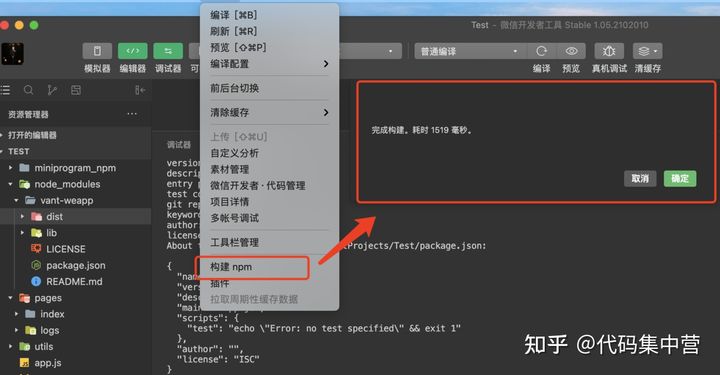 Test - 微信开发者工具 Stable 1.05.2102010
模拟器
编辑器
调试器
可
普通编译
编译
预览
真机调试
清缓存
资源管理器
打开的编辑器
TEST
miniprogram_npm
node_modules
vant-weapp
dist
lib
LICENSE
package.json
README.md
pages
index
logs
utils
app.js
编译 [⌘B]
刷新 [⌘R]
预览 [⇧⌘P]
编译配置
前后台切换
清除缓存
上传 [⇧⌘U]
自定义分析
素材管理
微信开发者 · 代码管理
项目详情
多帐号调试
工具栏管理
构建 npm
插件
拉取周期性缓存数据
完成构建。耗时 1519 毫秒。
取消
确定
调试器
version
descrip
entry p
test co
git rep
keyword
author:
license
About t
tProjects/Test/package.json:
{
"nam
"vers
"desc
"main
"scripts": {
"test": "echo \"Error: no test specified\" && exit 1"
},
"author": "",
"license": "ISC"
}
知乎 @代码集中营